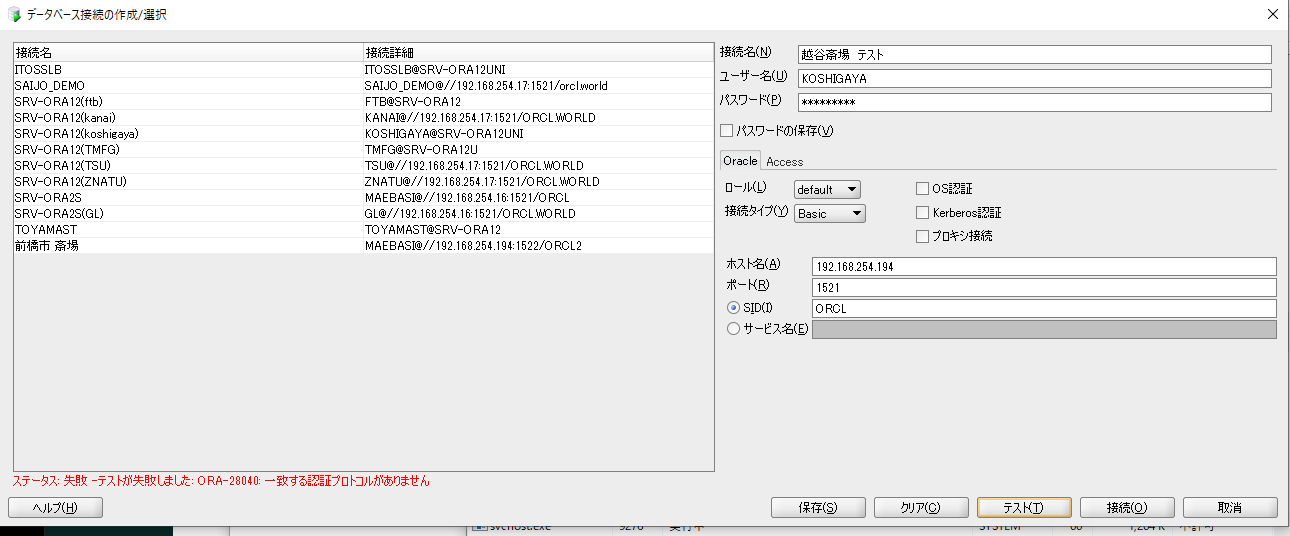 データベース接続の作成/選択
接続名 接続詳細
ITOSSLB ITOSSLB@SRV-ORA12UNI
SAIJO_DEMO SAIJO_DEMO@//192.168.254.17:1521/orcl.world
SRV-ORA12(ftb) FTB@SRV-ORA12
SRV-ORA12(kanai) KANAI@//192.168.254.17:1521/ORCL.WORLD
SRV-ORA12(koshigaya) KOSHIGAYA@SRV-ORA12UNI
SRV-ORA12(TMFG) TMFG@SRV-ORA12U
SRV-ORA12(TSU) TSU@//192.168.254.17:1521/ORCL.WORLD
SRV-ORA12(ZNATU) ZNATU@//192.168.254.17:1521/ORCL.WORLD
SRV-ORA2S MAEBASI@//192.168.254.16:1521/ORCL
SRV-ORA2S(GL) GL@//192.168.254.16:1521/ORCL.WORLD
TOYAMAST TOYAMAST@SRV-ORA12
前橋市 斎場 MAEBASI@//192.168.254.194:1522/ORCL2
接続名(N) 越谷斎場 テスト
ユーザー名(U) KOSHIGAYA
パスワード(P) *********
パスワードの保存(V)
Oracle Access
ロール(L) default OS認証
接続タイプ(Y) Basic Kerberos認証
プロキシ接続
ホスト名(A) 192.168.254.194
ポート(R) 1521
SID(I) ORCL
サービス名(E)
ステータス: 失敗 -テストが失敗しました: ORA-28040: 一致する認証プロトコルがありません
ヘルプ(H) 保存(S) クリア(C) テスト(T) 接続(O) 取消